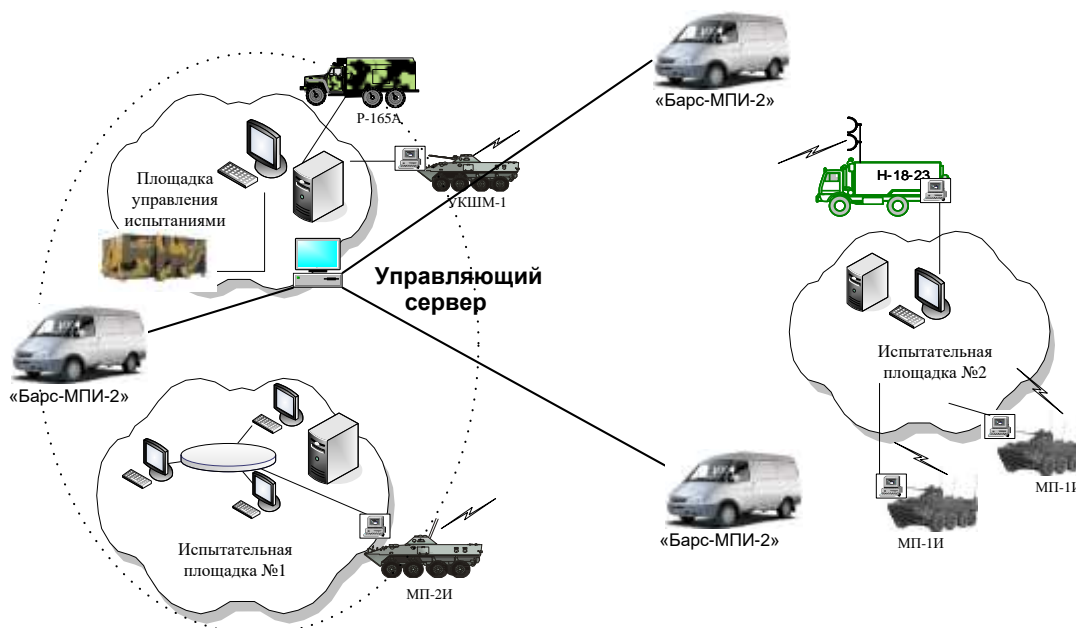 «Барс-МПИ-2»
Р-165А
УКШМ-1
Площадка
управления
испытаниями
Н-18-23
Управляющий
сервер
«Барс-МПИ-2»
Испытательная
площадка №2
МП-1И
МП-1И
«Барс-МПИ-2»
Испытательная
площадка №1
МП-2И